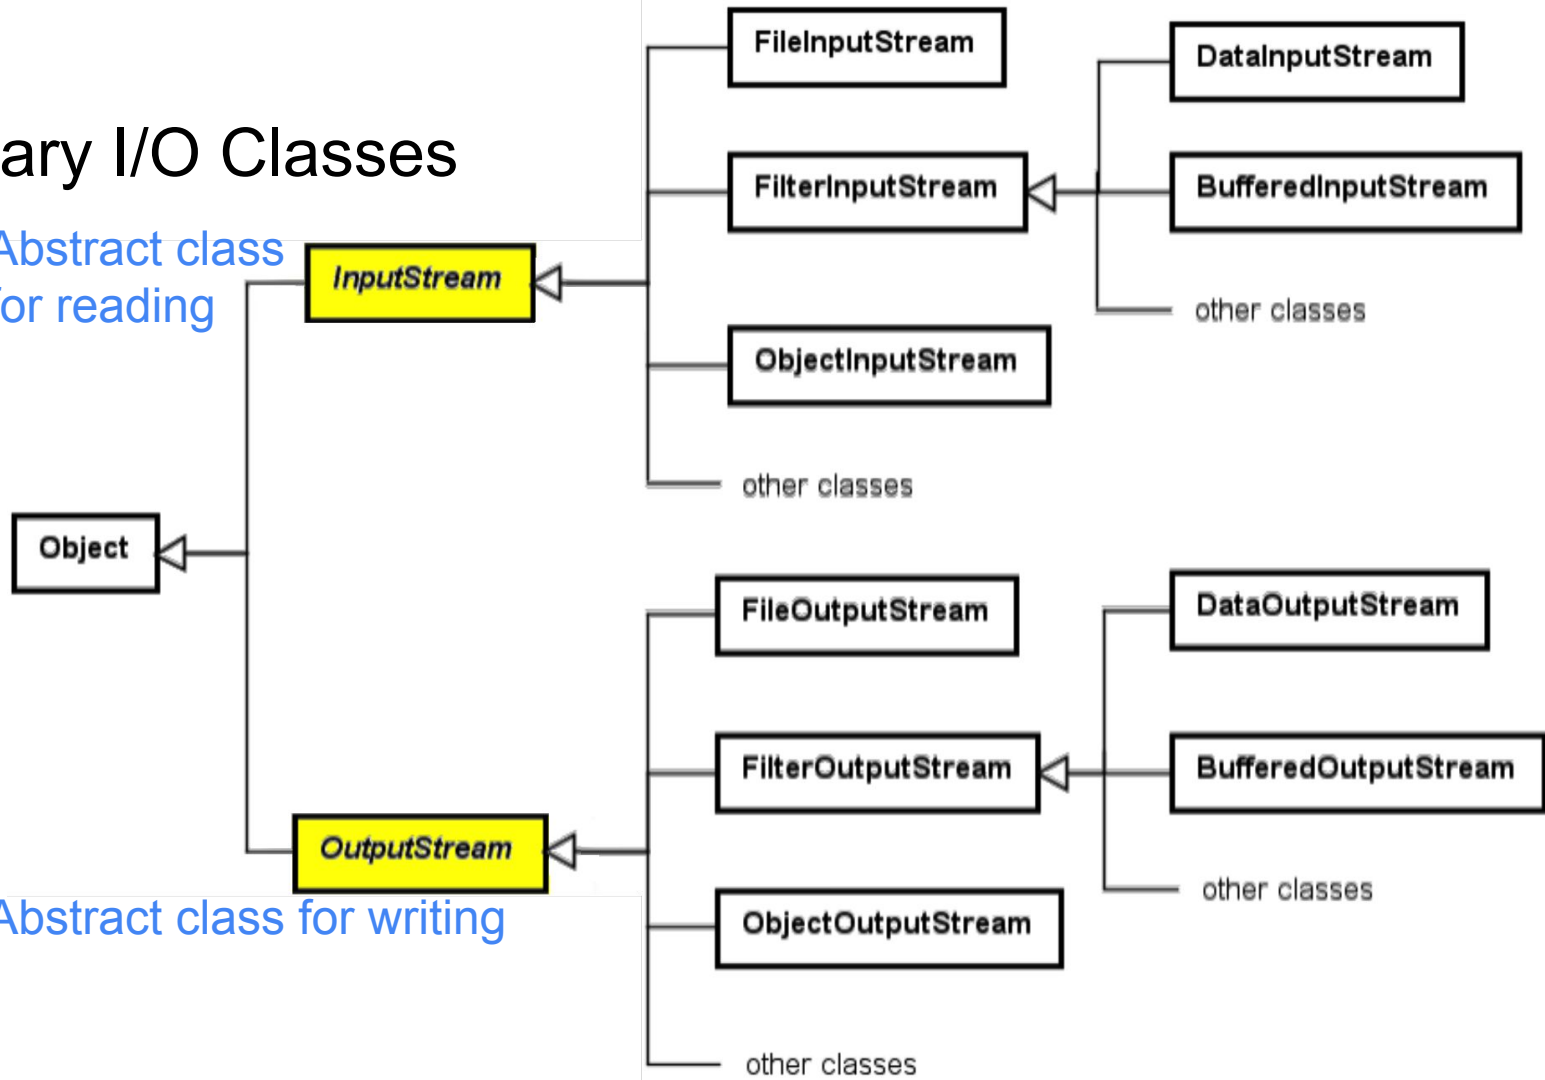 ary I/O Classes
Abstract class
for reading
InputStream
FileInputStream
FilterInputStream
ObjectInputStream
other classes
DataInputStream
BufferedInputStream
other classes
Object
OutputStream
Abstract class for writing
FileOutputStream
FilterOutputStream
ObjectOutputStream
other classes
DataOutputStream
BufferedOutputStream
other classes